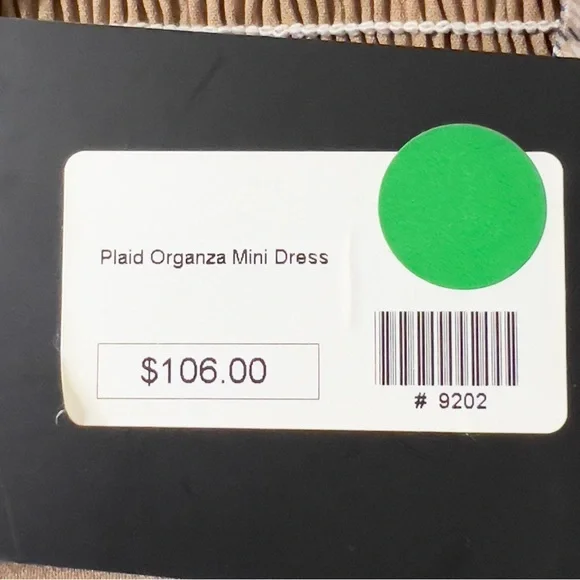 Plaid Organza Mini Dress
$106.00
# 9202